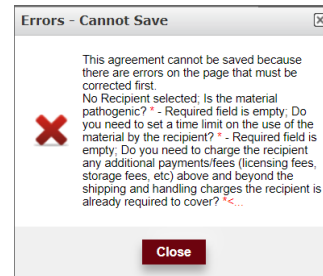 Errors - Cannot Save
This agreement cannot be saved because
there are errors on the page that must be
corrected first.
No Recipient selected; Is the material
pathogenic? * - Required field is empty; Do
you need to set a time limit on the use of the
material by the recipient? * - Required field is
empty; Do you need to charge the recipient
any additional payments/fees (licensing fees,
storage fees, etc) above and beyond the
shipping and handling charges the recipient is
already required to cover? *<...
Close